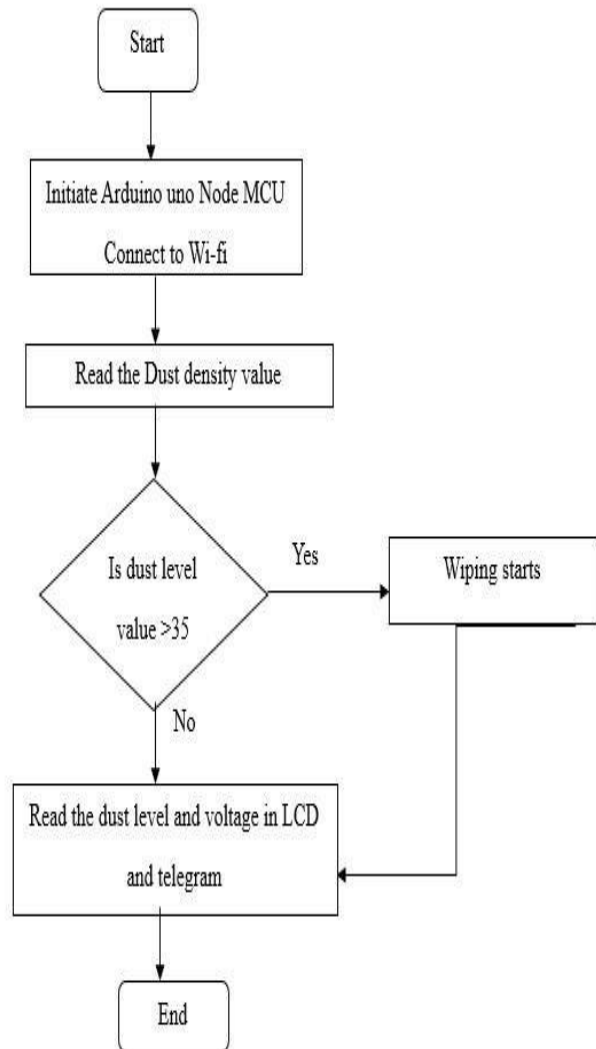 Start
Initiate Arduino uno Node MCU
Connect to Wi-fi
Read the Dust density value
Is dust level
value >35
Yes
Wiping starts
No
Read the dust level and voltage in LCD
and telegram
End